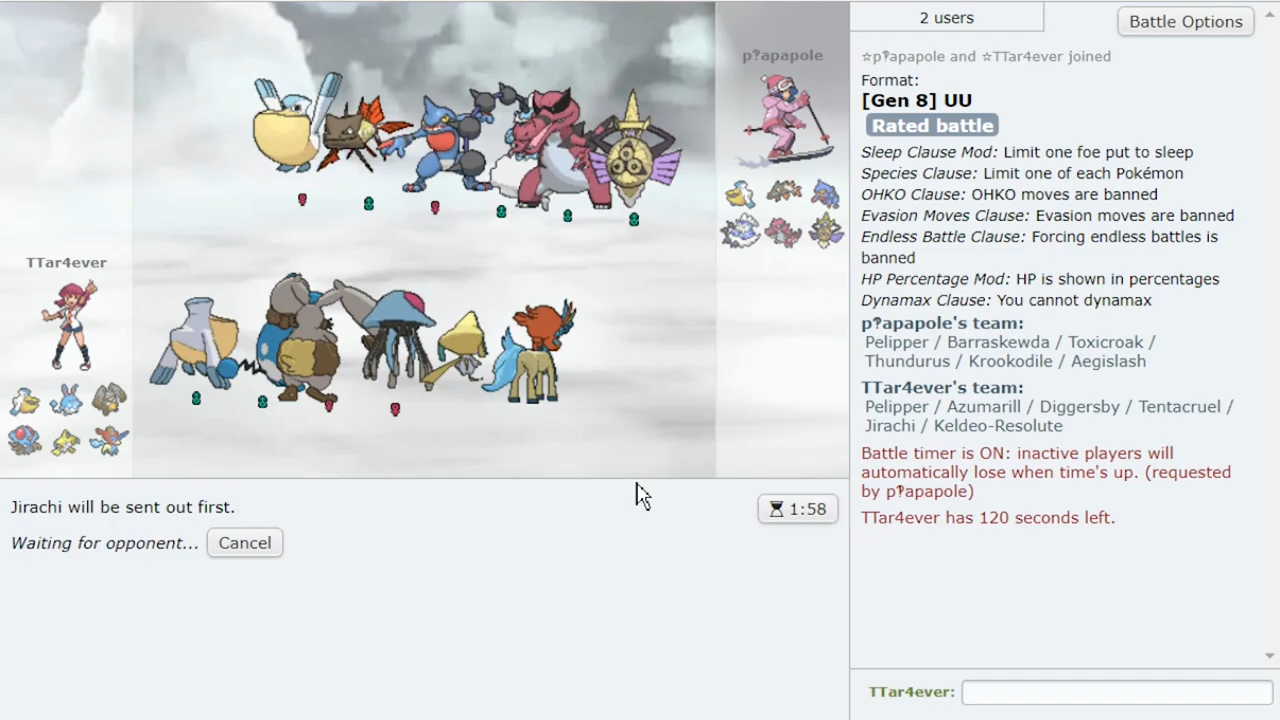 2 users
Battle Options
☆p‽apapole and ☆TTar4ever joined
Format:
[Gen 8] UU
Rated battle
Sleep Clause Mod: Limit one foe put to sleep
Species Clause: Limit one of each Pokémon
OHKO Clause: OHKO moves are banned
Evasion Moves Clause: Evasion moves are banned
Endless Battle Clause: Forcing endless battles is
banned
HP Percentage Mod: HP is shown in percentages
Dynamax Clause: You cannot dynamax
p‽apapole's team:
Pelipper / Barraskewda / Toxicroak /
Thundurus / Krookodile / Aegislash
TTar4ever's team:
Pelipper / Azumarill / Diggersby / Tentacruel /
Jirachi / Keldeo-Resolute
Battle timer is ON: inactive players will
automatically lose when time's up. (requested
by p‽apapole)
TTar4ever has 120 seconds left.
TTar4ever:
p‽apapole
TTar4ever
Jirachi will be sent out first.
1:58
Waiting for opponent...
Cancel